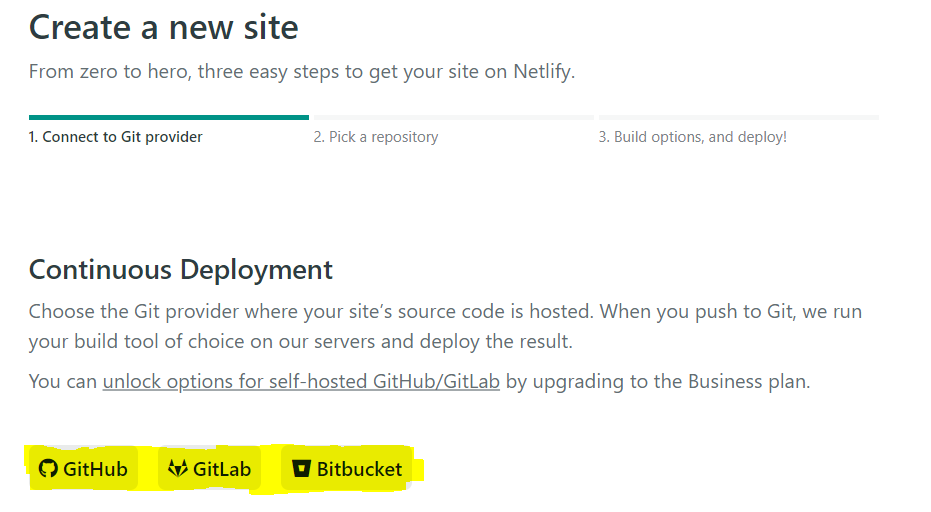 Create a new site
From zero to hero, three easy steps to get your site on Netlify.
1. Connect to Git provider
2. Pick a repository
3. Build options, and deploy!
Continuous Deployment
Choose the Git provider where your site’s source code is hosted. When you push to Git, we run
your build tool of choice on our servers and deploy the result.
You can unlock options for self-hosted GitHub/GitLab by upgrading to the Business plan.
GitHub
GitLab
Bitbucket